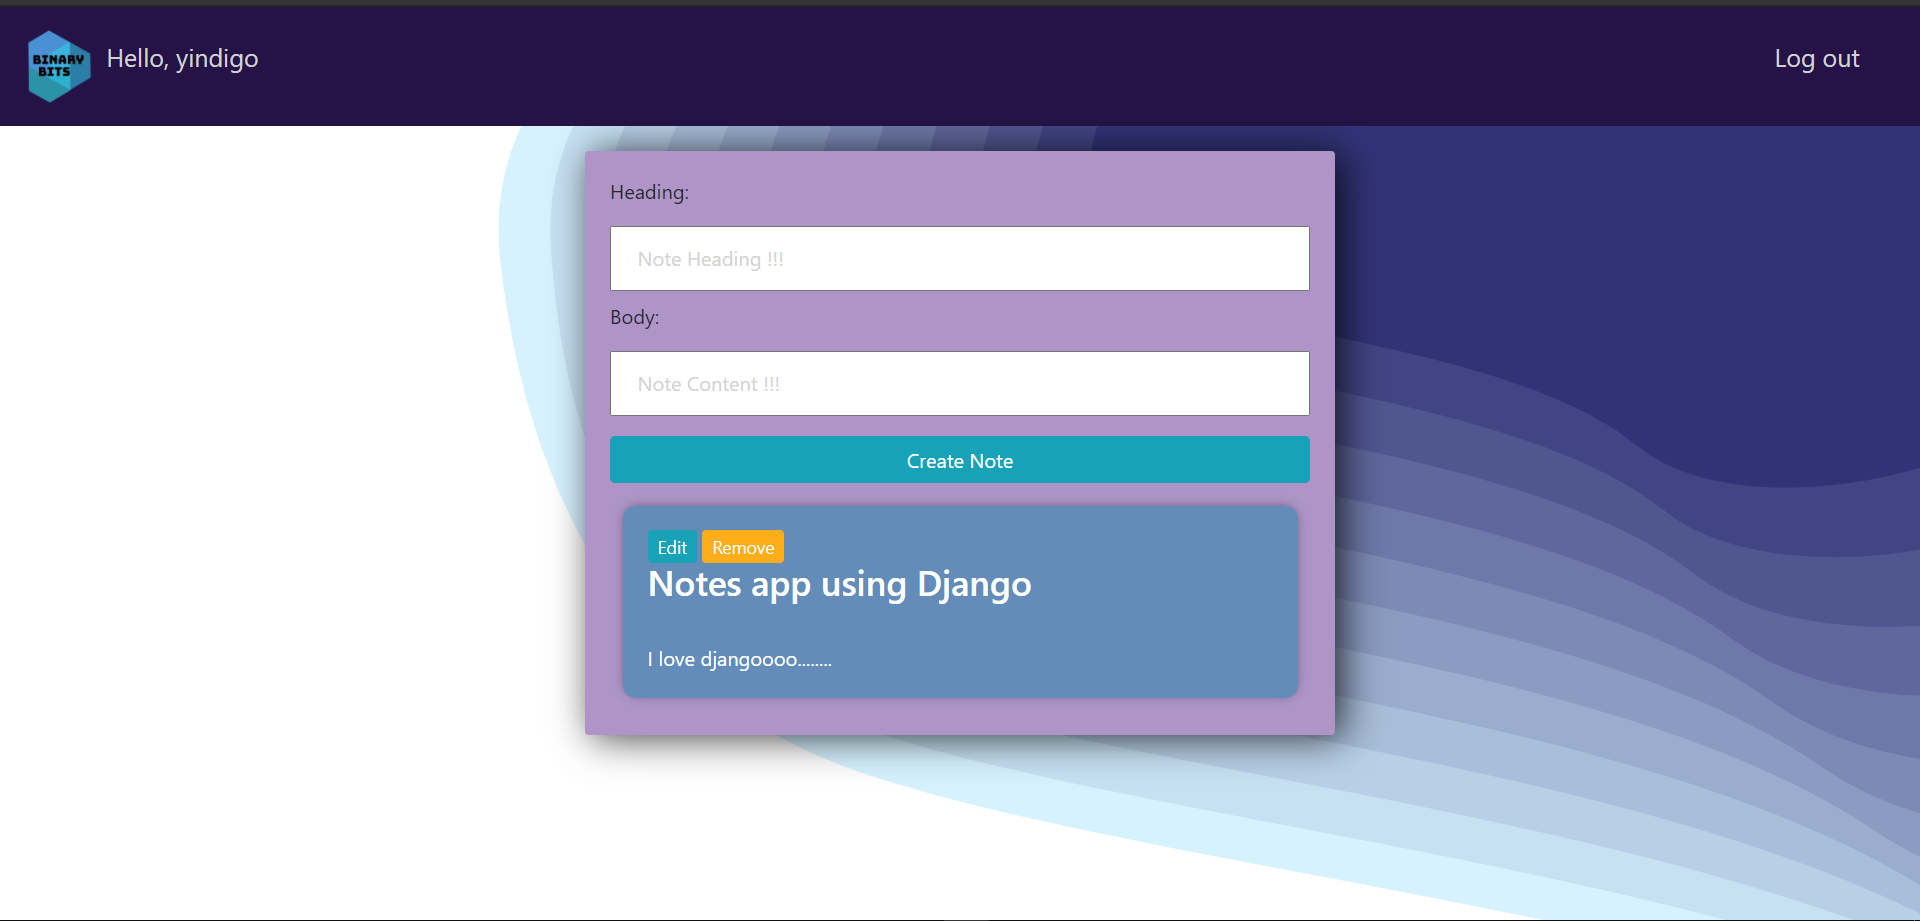 BINARY
BITS
Hello, yindigo
Log out
Heading:
Note Heading !!!
Body:
Note Content !!!
Create Note
Edit Remove
Notes app using Django
I love djangoooo........